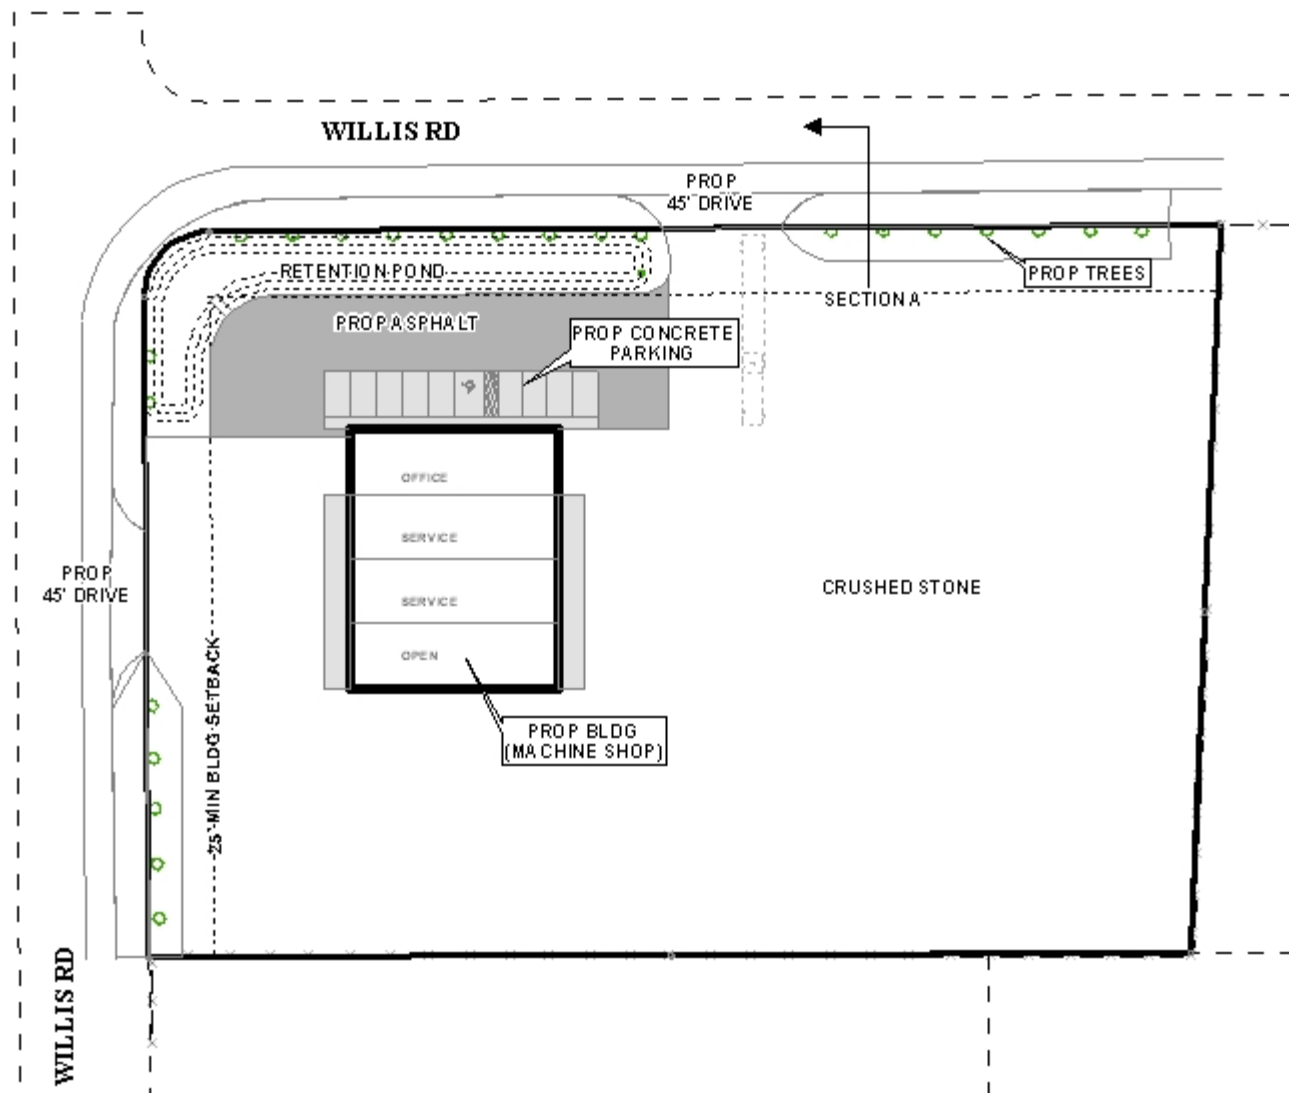 WILLIS RD
PROP
45' DRIVE
RETENTION POND
PROP TREES
SECTION A
PROP ASPHALT
PROP CONCRETE
PARKING
OFFICE
SERVICE
SERVICE
OPEN
PROP
45' DRIVE
CRUSHED STONE
25' MIN BLDG SETBACK
PROP BLDG
(MACHINE SHOP)
WILLIS RD